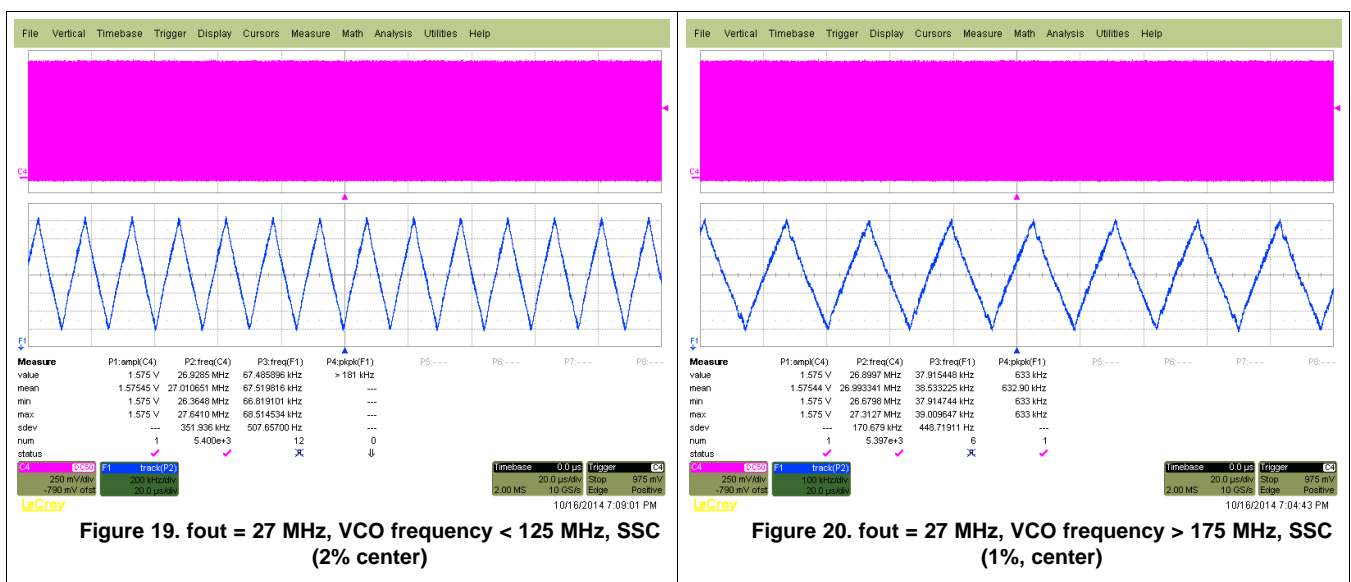 File Vertical Timebase Trigger Display Cursors Measure Math Analysis Utilities Help
C4
F1
Measure P1:ampl(C4) P2:freq(C4) P3:freq(F1) P4:pkpk(F1) P5:--- P6:--- P7:--- P8:---
value 1.575 V 26.9285 MHz 67.485896 kHz > 181 kHz
mean 1.57545 V 27.010651 MHz 67.519816 kHz ---
min 1.575 V 26.3648 MHz 66.819101 kHz ---
max 1.575 V 27.6410 MHz 68.514534 kHz ---
sdev --- 351.936 kHz 507.65700 Hz ---
num 1 5.400e+3 12 0
status
C4 DC50 F1 track(P2) Timebase 0.0 µs Trigger C4
250 mV/div 200 kHz/div 20.0 µs/div Stop 975 mV
-790 mV ofst 20.0 µs/div 2.00 MS 10 GS/s Edge Positive
LeCroy 10/16/2014 7:09:01 PM
Figure 19. fout = 27 MHz, VCO frequency < 125 MHz, SSC
(2% center)
File Vertical Timebase Trigger Display Cursors Measure Math Analysis Utilities Help
C4
F1
Measure P1:ampl(C4) P2:freq(C4) P3:freq(F1) P4:pkpk(F1) P5:--- P6:--- P7:--- P8:---
value 1.575 V 26.8997 MHz 37.915448 kHz 633 kHz
mean 1.57544 V 26.993341 MHz 38.533225 kHz 632.90 kHz
min 1.575 V 26.6798 MHz 37.914744 kHz 633 kHz
max 1.575 V 27.3127 MHz 39.009647 kHz 633 kHz
sdev --- 170.679 kHz 448.71911 Hz ---
num 1 5.397e+3 6 1
status
C4 DC50 F1 track(P2) Timebase 0.0 µs Trigger C4
250 mV/div 100 kHz/div 20.0 µs/div Stop 975 mV
-790 mV ofst 20.0 µs/div 2.00 MS 10 GS/s Edge Positive
LeCroy 10/16/2014 7:04:43 PM
Figure 20. fout = 27 MHz, VCO frequency > 175 MHz, SSC
(1%, center)